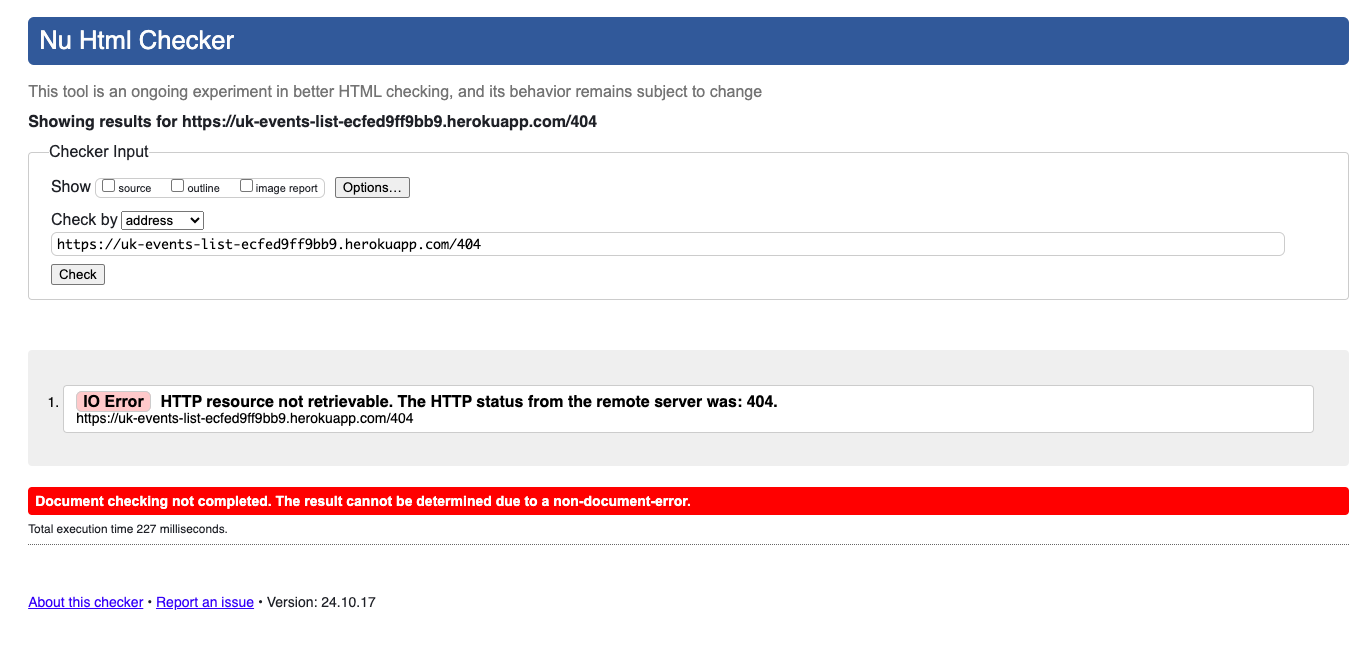 Nu Html Checker
This tool is an ongoing experiment in better HTML checking, and its behavior remains subject to change
Showing results for https://uk-events-list-ecfed9ff9bb9.herokuapp.com/404
Checker Input
Show source outline image report Options...
Check by address
https://uk-events-list-ecfed9ff9bb9.herokuapp.com/404
Check
1. IO Error HTTP resource not retrievable. The HTTP status from the remote server was: 404.
https://uk-events-list-ecfed9ff9bb9.herokuapp.com/404
Document checking not completed. The result cannot be determined due to a non-document-error.
Total execution time 227 milliseconds.
About this checker • Report an issue • Version: 24.10.17